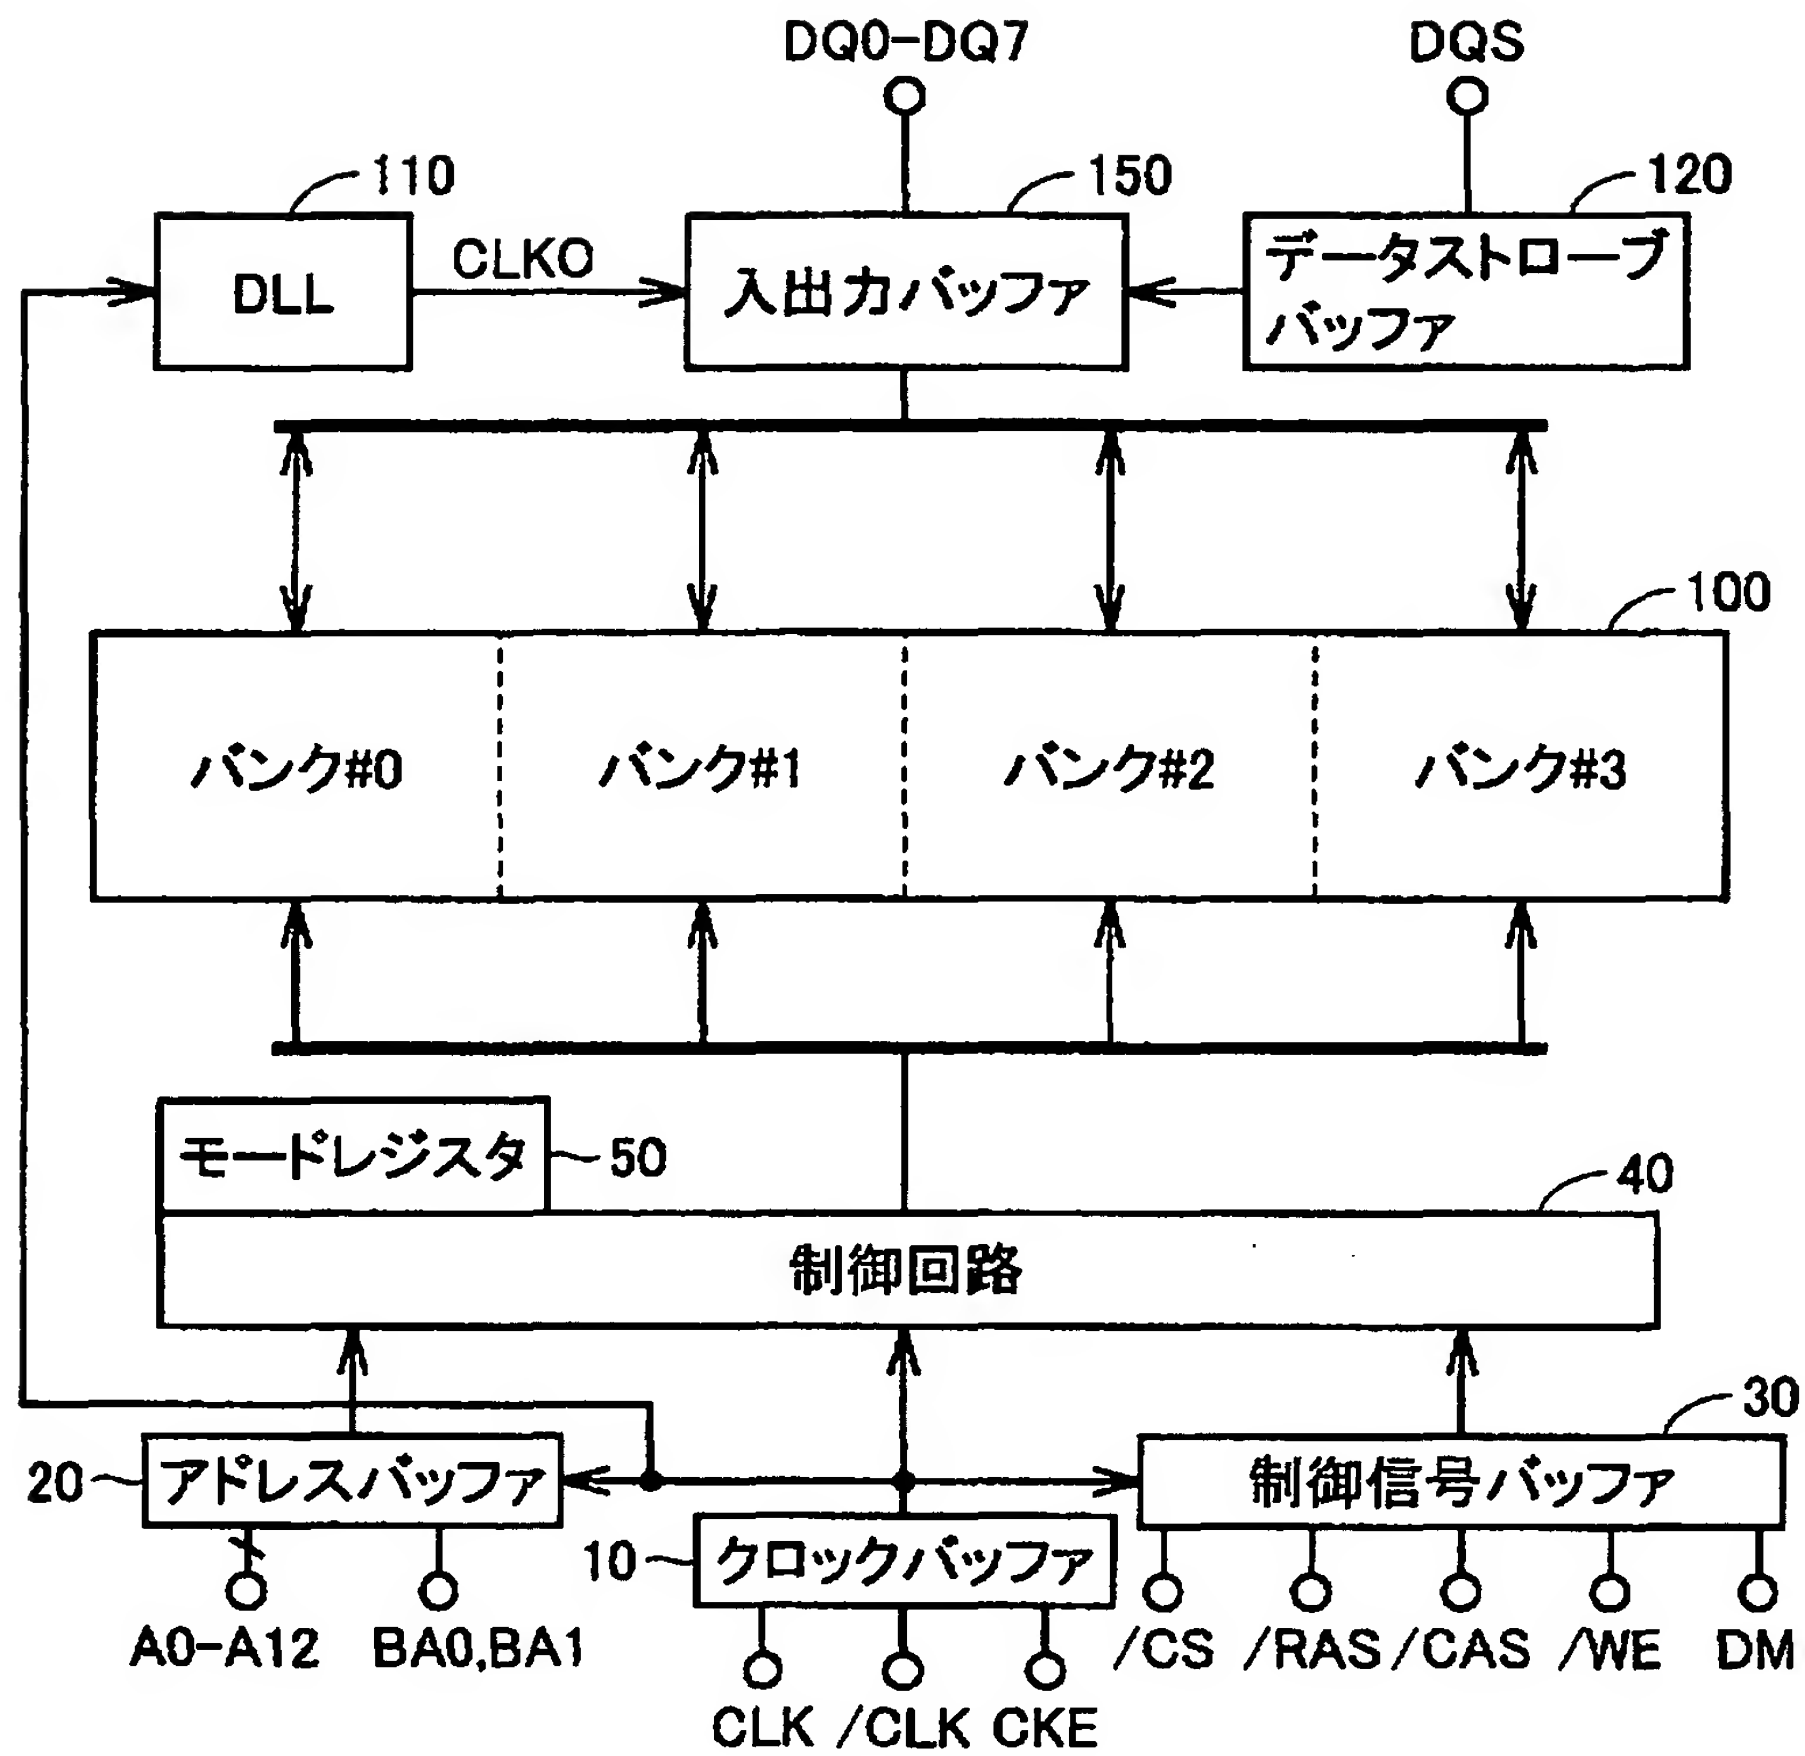 DQ0-DQ7
DQS
110
150
120
DLL
CLKO
入出力バッファ
データストローブ
バッファ
100
バンク#0
バンク#1
バンク#2
バンク#3
モードレジスタ
50
40
制御回路
30
20
アドレスバッファ
制御信号バッファ
10
クロックバッファ
A0-A12
BA0,BA1
/CS
/RAS
/CAS
/WE
DM
CLK
/CLK
CKE